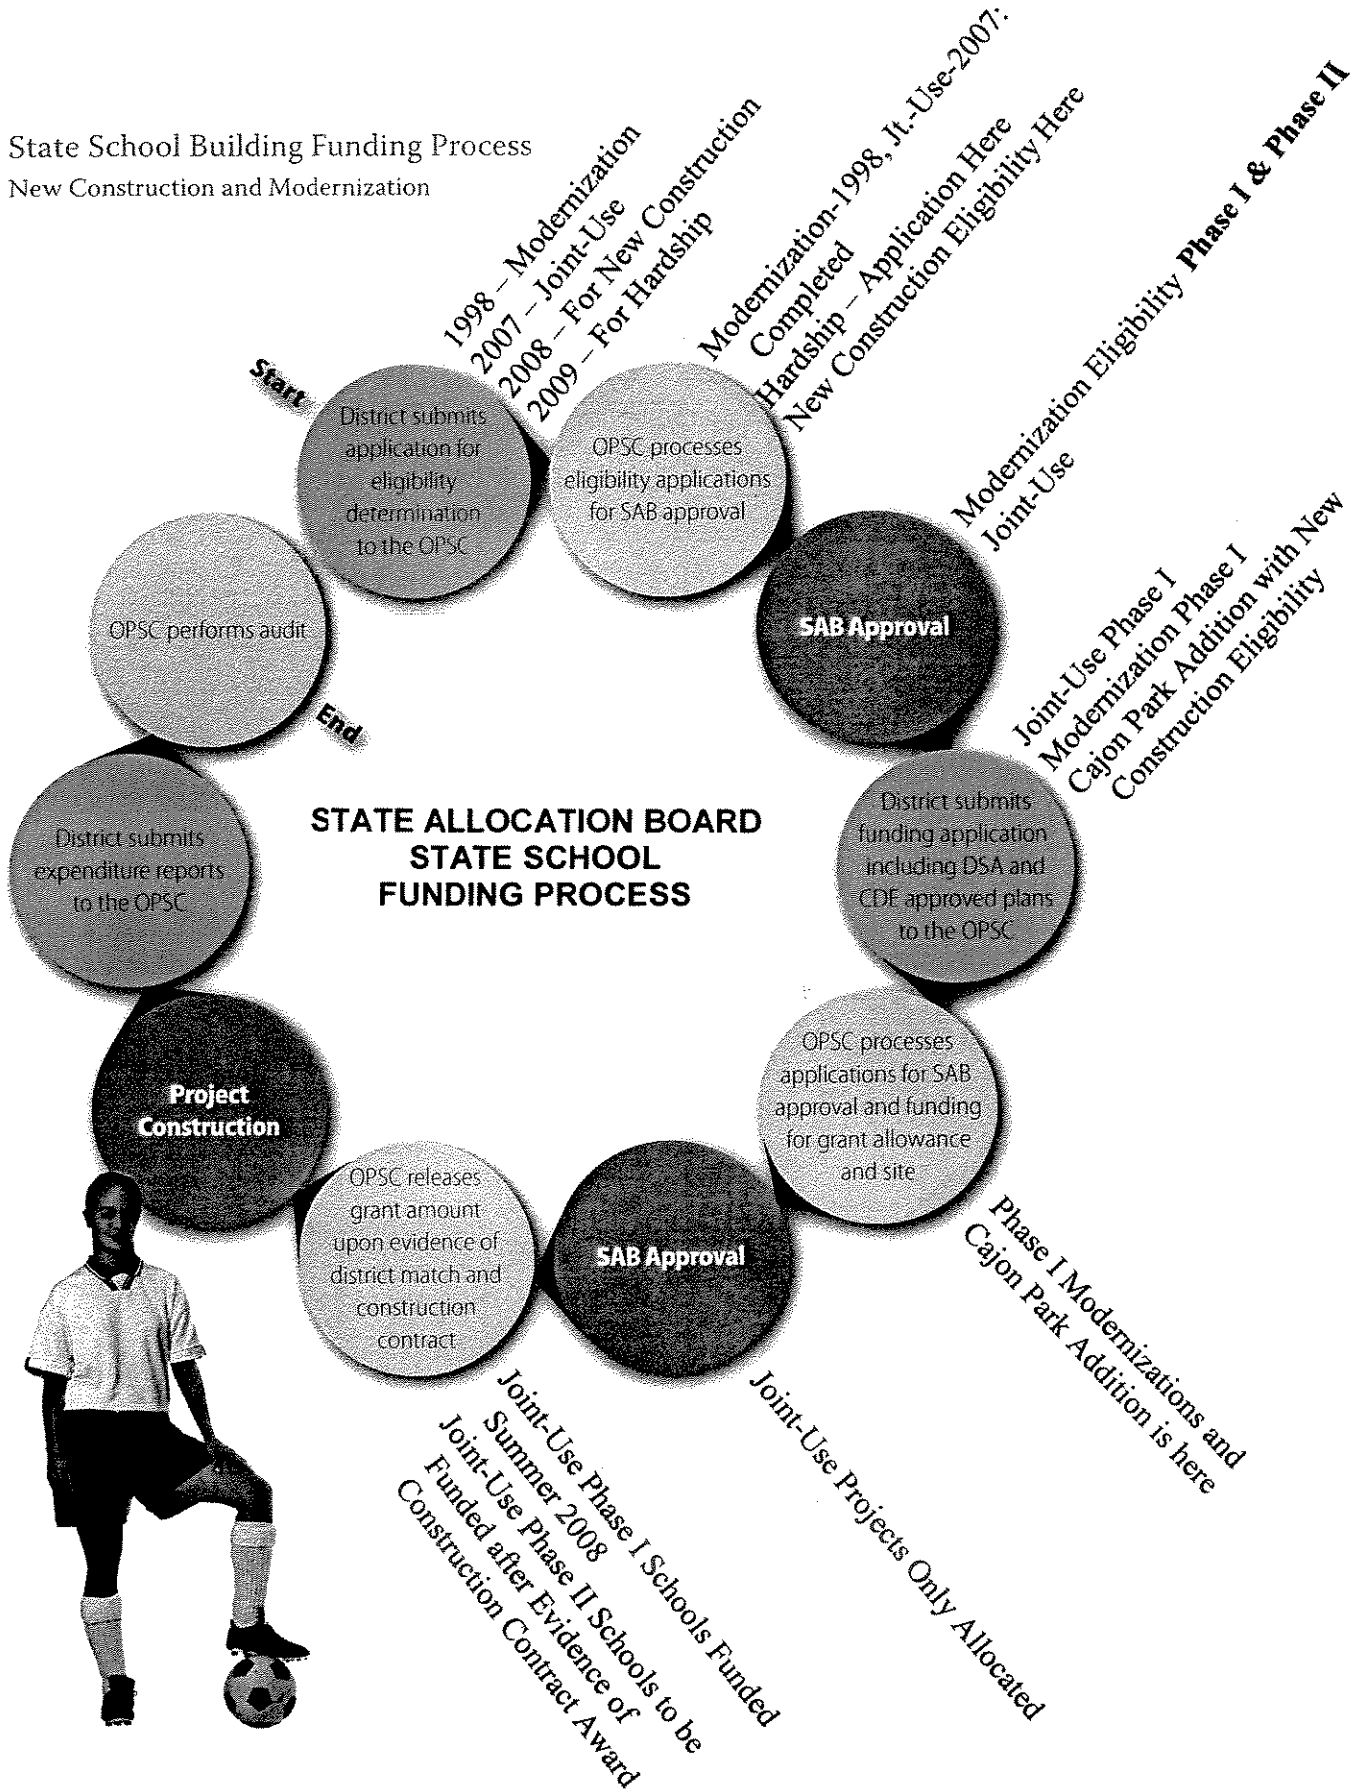 State School Building Funding Process
New Construction and Modernization
1998 – Modernization
2007 – Joint-Use
2008 – For New Construction
2009 – For Hardship
Modernization-1998, Jt.-Use-2007:
Completed
Hardship – Application Here
New Construction Eligibility Here
Modernization Eligibility Phase I & Phase II
Joint-Use
Start
District submits
application for
eligibility
determination
to the OPSC
OPSC processes
eligibility applications
for SAB approval
SAB Approval
Joint-Use Phase I
Modernization Phase I
Cajon Park Addition with New
Construction Eligibility
District submits
funding application
including DSA and
CDE approved plans
to the OPSC
OPSC processes
applications for SAB
approval and funding
for grant allowance
and site
Phase I Modernizations and
Cajon Park Addition is here
SAB Approval
Joint-Use Projects Only Allocated
OPSC releases
grant amount
upon evidence of
district match and
construction
contract
Joint-Use Phase I Schools Funded
Summer 2008
Joint-Use Phase II Schools to be
Funded after Evidence of
Construction Contract Award
Project
Construction
District submits
expenditure reports
to the OPSC
OPSC performs audit
End
STATE ALLOCATION BOARD
STATE SCHOOL
FUNDING PROCESS